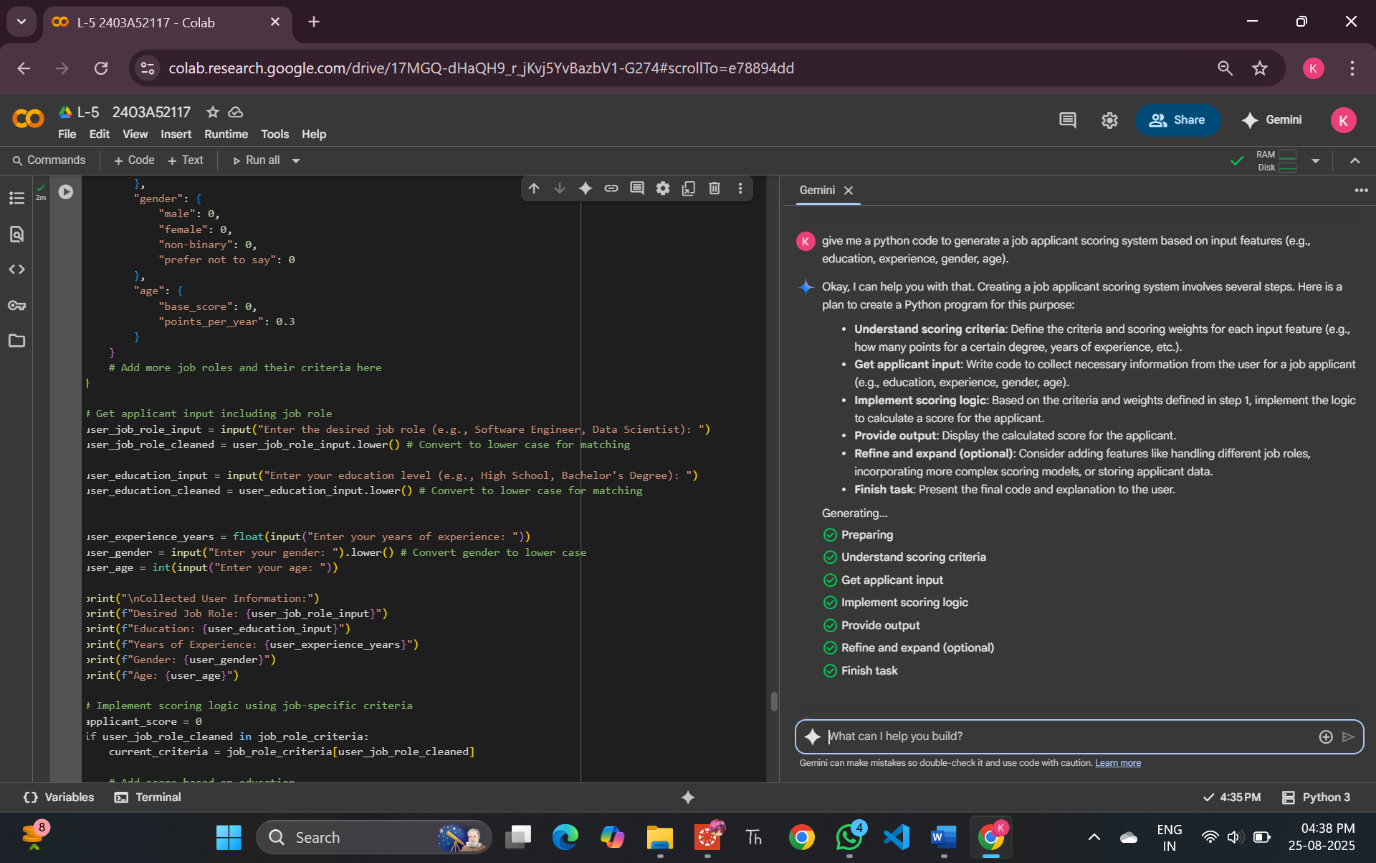 L-5 2403A52117 - Colab
colab.research.google.com/drive/17MGQ-dHaQH9_r_jKvj5YvBazbV1-G274#scrollTo=e78894dd
K
L-5 2403A52117
File Edit View Insert Runtime Tools Help
Share
Gemini
K
Commands + Code + Text Run all
RAM
Disk
2m
},
"gender": {
"male": 0,
"female": 0,
"non-binary": 0,
"prefer not to say": 0
},
"age": {
"base_score": 0,
"points_per_year": 0.3
}
}
# Add more job roles and their criteria here
}
# Get applicant input including job role
user_job_role_input = input("Enter the desired job role (e.g., Software Engineer, Data Scientist): ")
user_job_role_cleaned = user_job_role_input.lower() # Convert to lower case for matching
user_education_input = input("Enter your education level (e.g., High School, Bachelor's Degree): ")
user_education_cleaned = user_education_input.lower() # Convert to lower case for matching
user_experience_years = float(input("Enter your years of experience: "))
user_gender = input("Enter your gender: ").lower() # Convert gender to lower case
user_age = int(input("Enter your age: "))
print("\nCollected User Information:")
print(f"Desired Job Role: {user_job_role_input}")
print(f"Education: {user_education_input}")
print(f"Years of Experience: {user_experience_years}")
print(f"Gender: {user_gender}")
print(f"Age: {user_age}")
# Implement scoring logic using job-specific criteria
applicant_score = 0
if user_job_role_cleaned in job_role_criteria:
current_criteria = job_role_criteria[user_job_role_cleaned]
# Add score based on education
Gemini
K
give me a python code to generate a job applicant scoring system based on input features (e.g.,
education, experience, gender, age).
Okay, I can help you with that. Creating a job applicant scoring system involves several steps. Here is a
plan to create a Python program for this purpose:
• Understand scoring criteria: Define the criteria and scoring weights for each input feature (e.g.,
how many points for a certain degree, years of experience, etc.).
• Get applicant input: Write code to collect necessary information from the user for a job applicant
(e.g., education, experience, gender, age).
• Implement scoring logic: Based on the criteria and weights defined in step 1, implement the logic
to calculate a score for the applicant.
• Provide output: Display the calculated score for the applicant.
• Refine and expand (optional): Consider adding features like handling different job roles,
incorporating more complex scoring models, or storing applicant data.
• Finish task: Present the final code and explanation to the user.
Generating...
Preparing
Understand scoring criteria
Get applicant input
Implement scoring logic
Provide output
Refine and expand (optional)
Finish task
What can I help you build?
Gemini can make mistakes so double-check it and use code with caution. Learn more
Variables Terminal
4:35 PM Python 3
8
Search
Th
4
K
ENG
IN
04:38 PM
25-08-2025